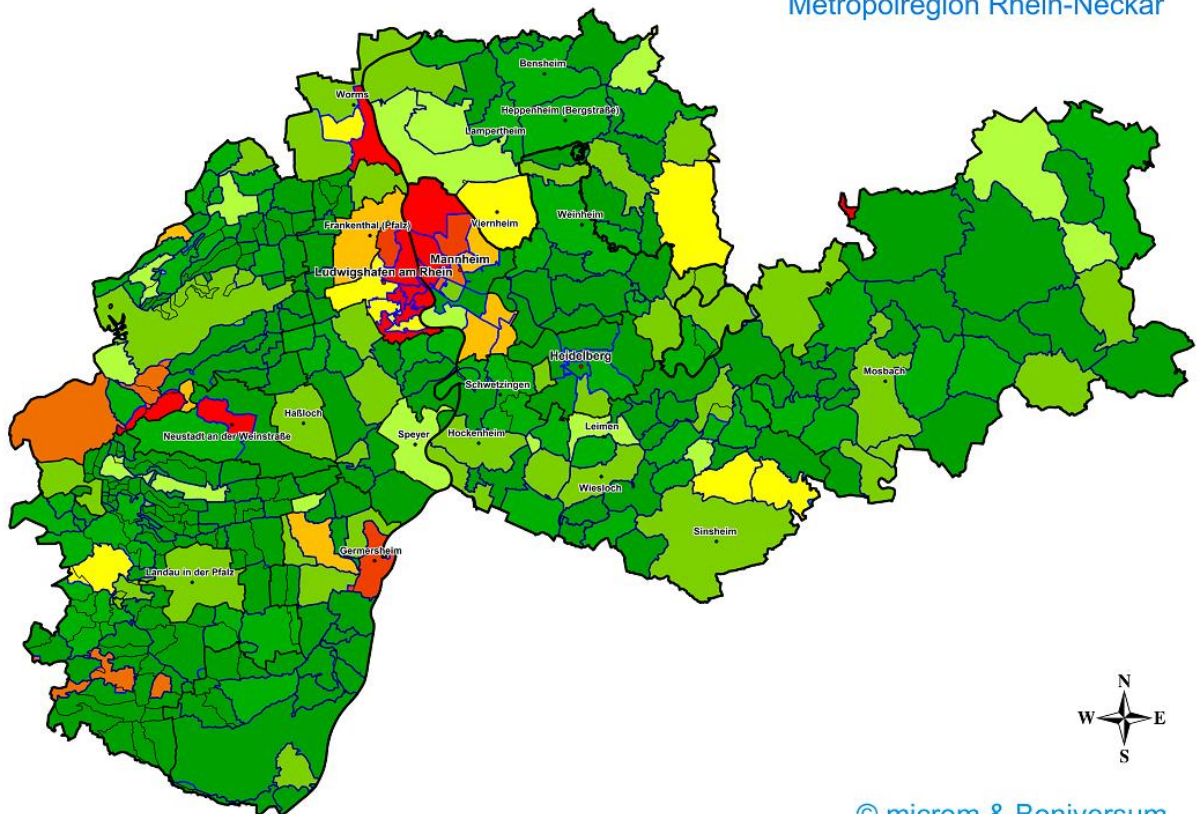 Metropolregion Rhein-Neckar
Bensheim
Worms
Heppenheim (Bergstraße)
Lampertheim
Weinheim
Viernheim
Frankenthal (Pfalz)
Mannheim
Ludwigshafen am Rhein
Heidelberg
Mosbach
Schwetzingen
Haßloch
Leimen
Speyer
Hockenheim
Neustadt an der Weinstraße
Wiesloch
Sinsheim
Germersheim
Landau in der Pfalz
N
W E
S
© microm & Boniversum